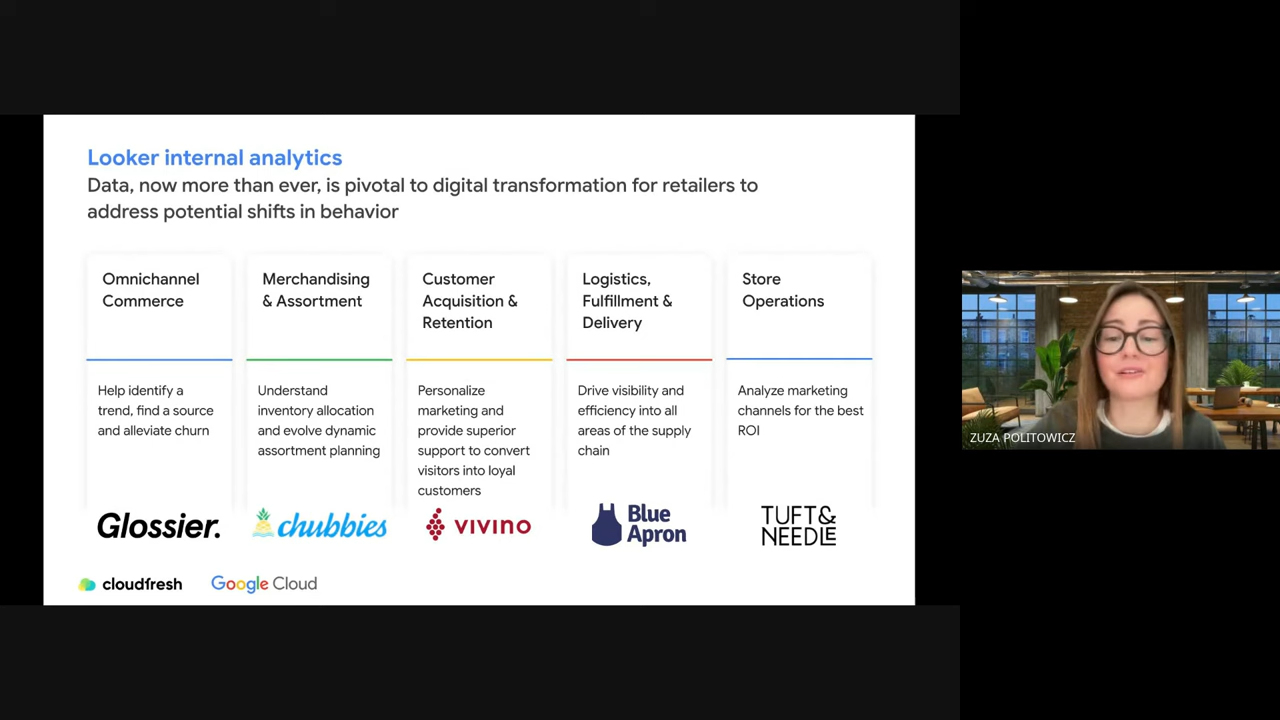 Looker internal analytics
Data, now more than ever, is pivotal to digital transformation for retailers to
address potential shifts in behavior
Omnichannel
Commerce
Help identify a
trend, find a source
and alleviate churn
Glossier.
Merchandising
& Assortment
Understand
inventory allocation
and evolve dynamic
assortment planning
chubbies
Customer
Acquisition &
Retention
Personalize
marketing and
provide superior
support to convert
visitors into loyal
customers
VIVINO
Logistics,
Fulfillment &
Delivery
Drive visibility and
efficiency into all
areas of the supply
chain
Blue
Apron
Store
Operations
Analyze marketing
channels for the best
ROI
TUFT&
NEEDLE
cloudfresh
Google Cloud
ZUZA POLITOWICZ